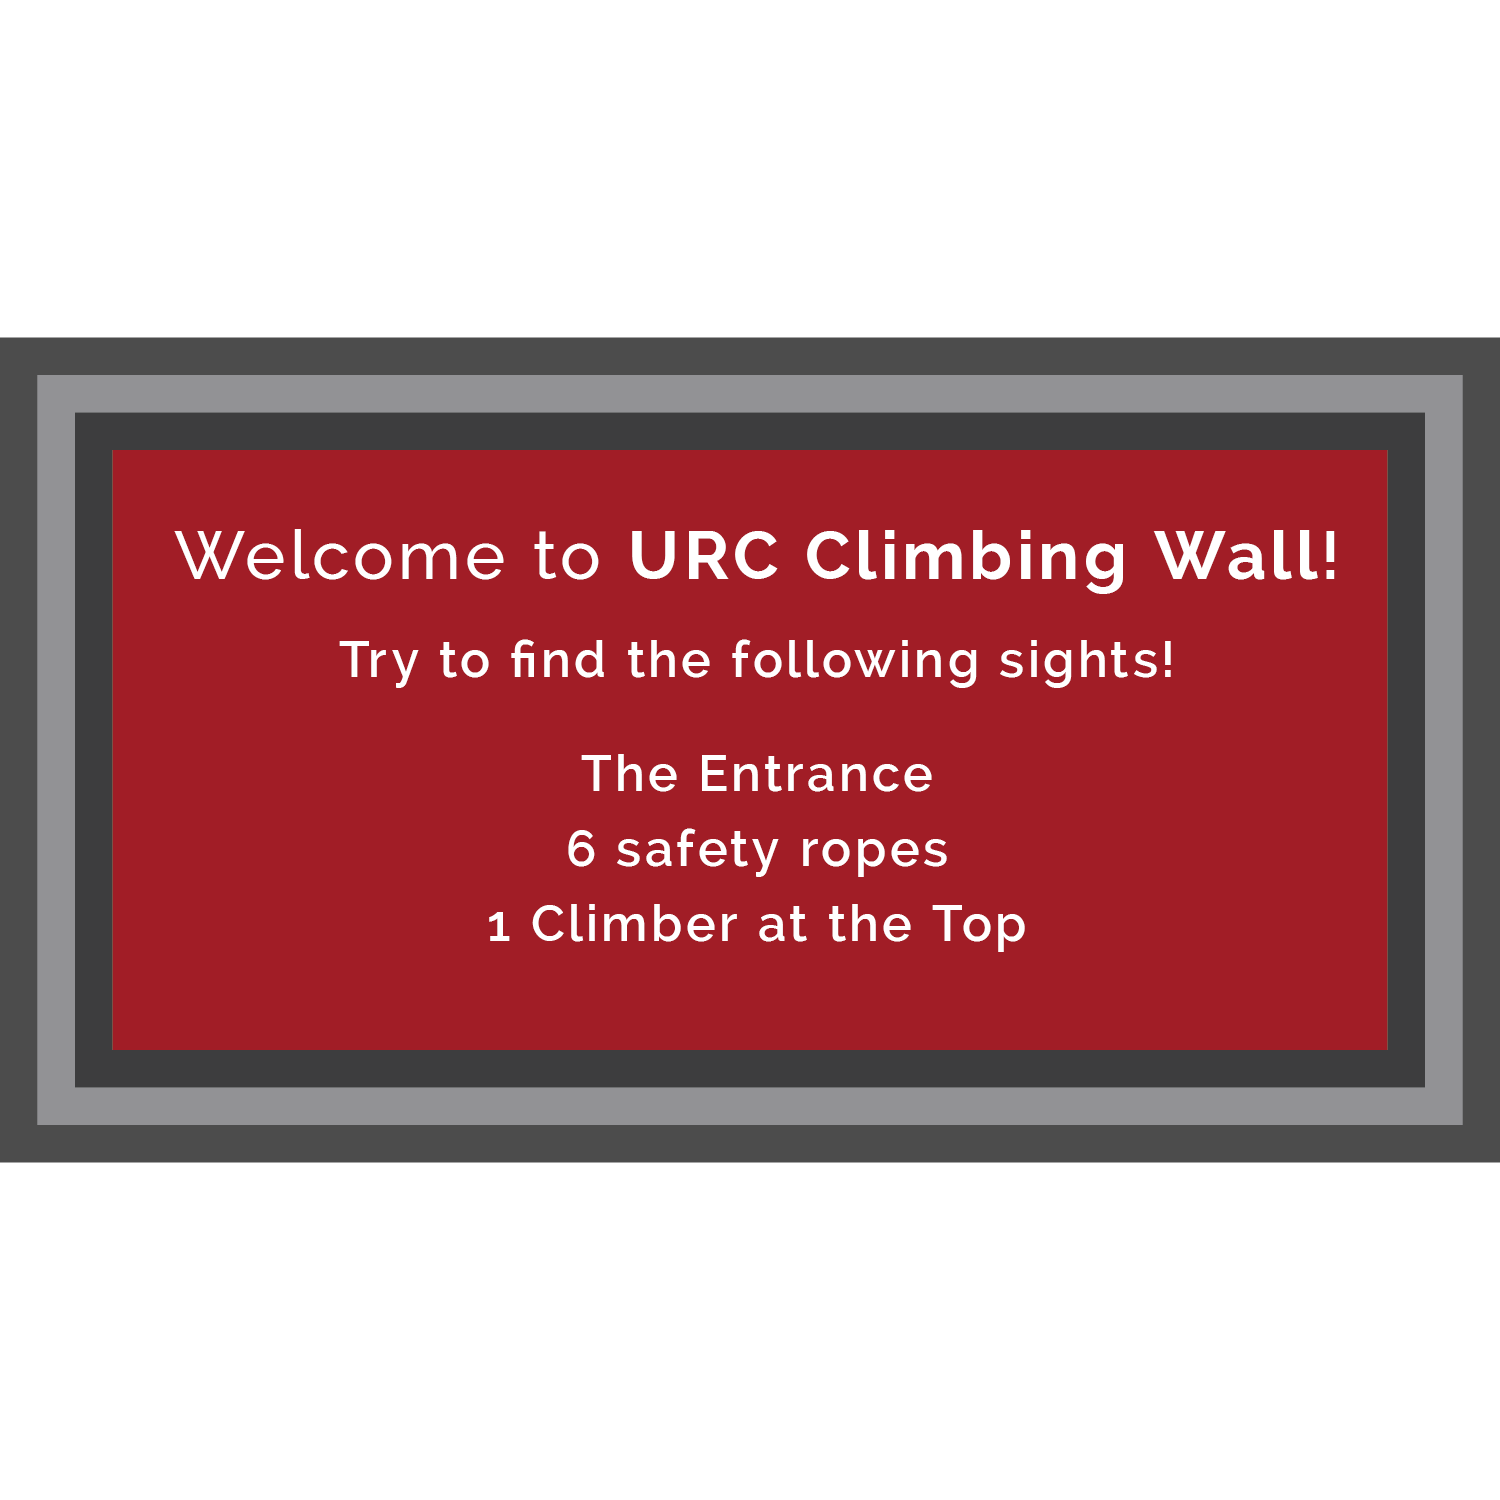 Welcome to URC Climbing Wall!
Try to find the following sights!
The Entrance
6 safety ropes
1 Climber at the Top